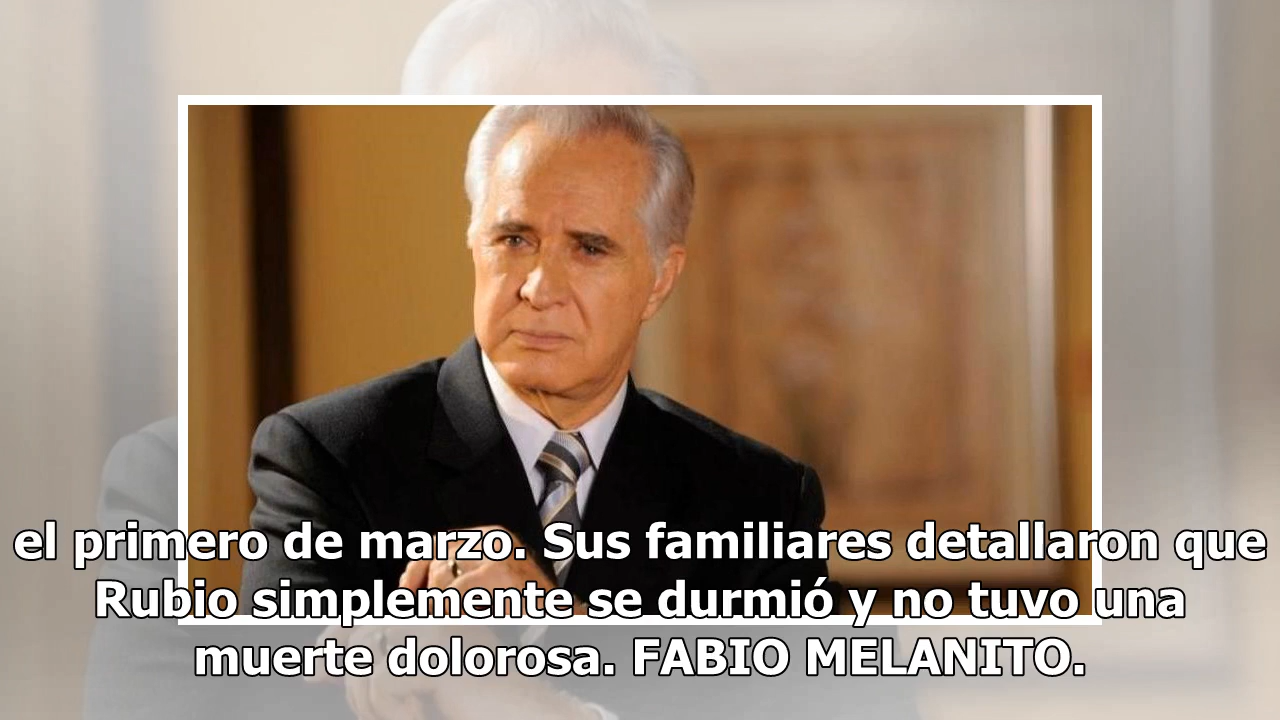 el primero de marzo. Sus familiares detallaron que
Rubio simplemente se durmió y no tuvo una
muerte dolorosa. FABIO MELANITO.